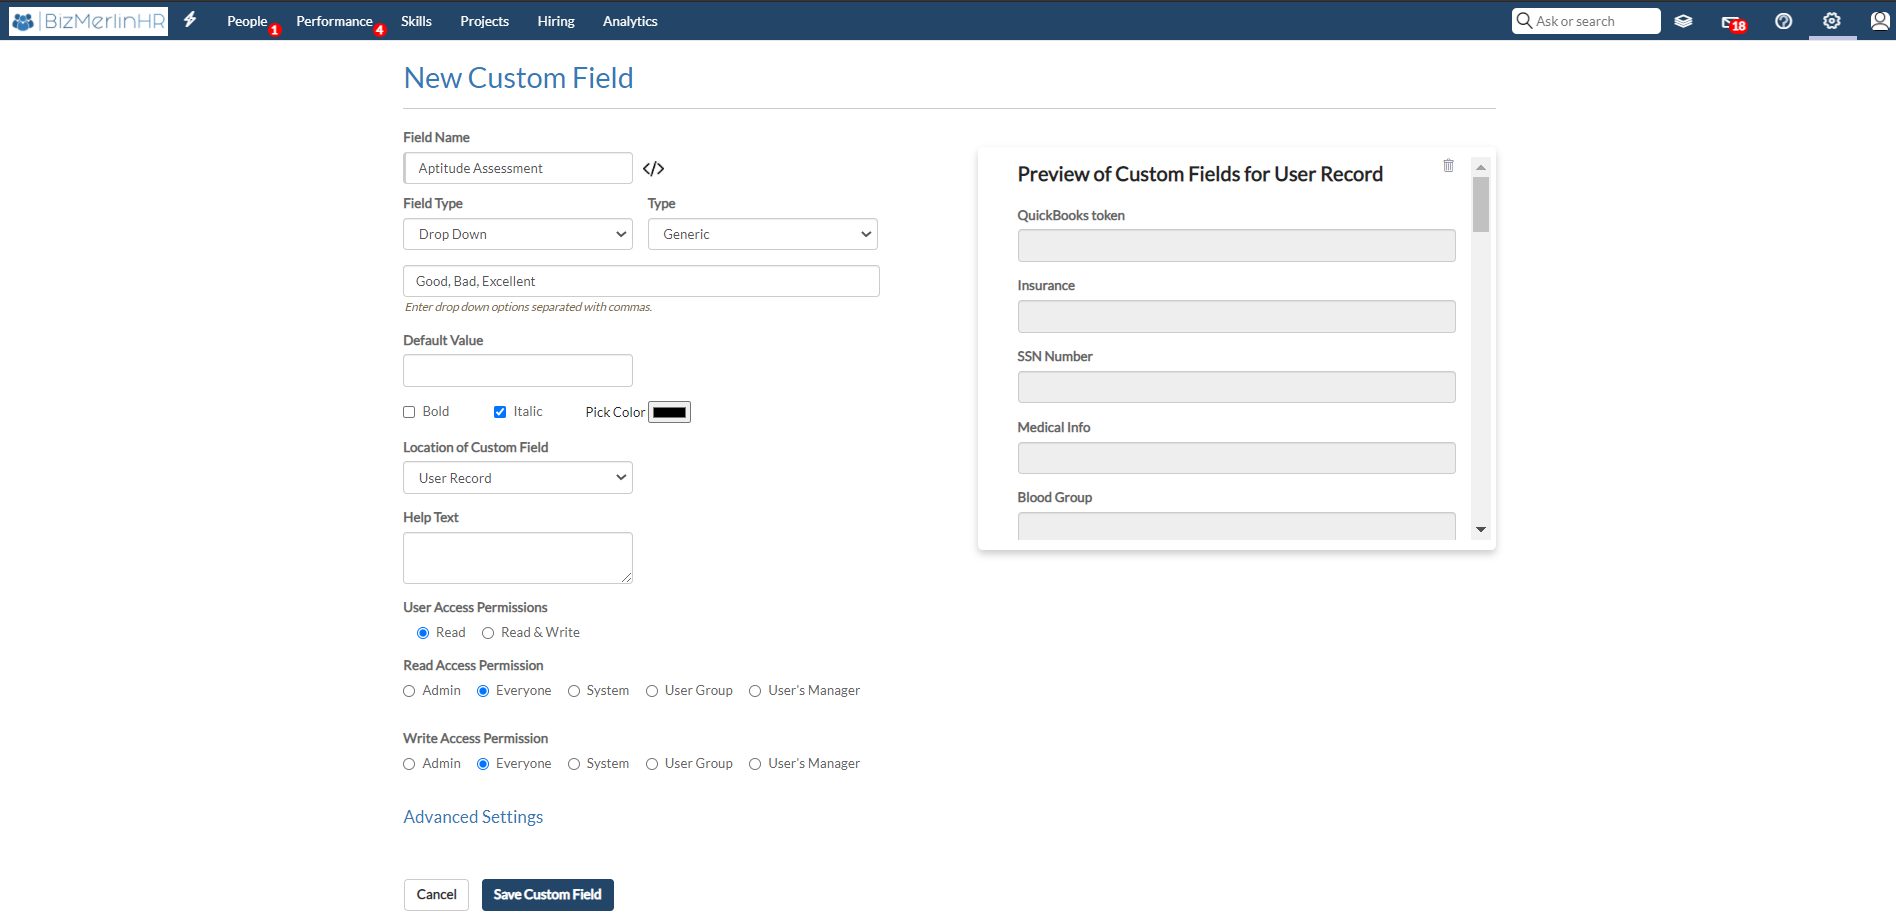 BizMerlinHR People 1 Performance 4 Skills Projects Hiring Analytics Ask or search 18
New Custom Field
Field Name
Aptitude Assessment </>
Field Type Type
Drop Down Generic
Good, Bad, Excellent
Enter drop down options separated with commas.
Default Value
Bold Italic Pick Color
Location of Custom Field
User Record
Help Text
User Access Permissions
Read Read & Write
Read Access Permission
Admin Everyone System User Group User's Manager
Write Access Permission
Admin Everyone System User Group User's Manager
Advanced Settings
Cancel Save Custom Field
Preview of Custom Fields for User Record
QuickBooks token
Insurance
SSN Number
Medical Info
Blood Group